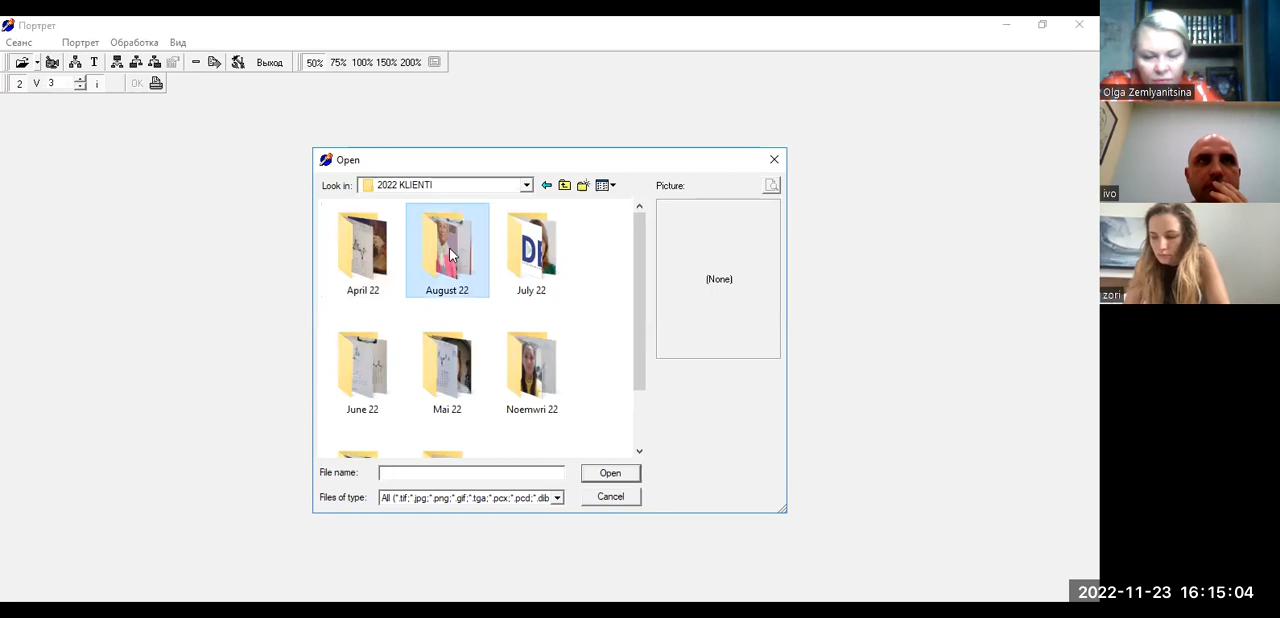 Портрет
Сеанс Портрет Обработка Вид
T Выход 50% 75% 100% 150% 200%
2 V 3 i OK
Open
Look in: 2022 KLIENTI Picture:
April 22 August 22 July 22
(None)
June 22 Mai 22 Noemwri 22
File name: Open
Files of type: All (*.tif;*.jpg;*.png;*.gif;*.tga;*.pcx;*.pcd;*.dib Cancel
Olga Zemlyanitsina
ivo
zori
2022-11-23 16:15:04